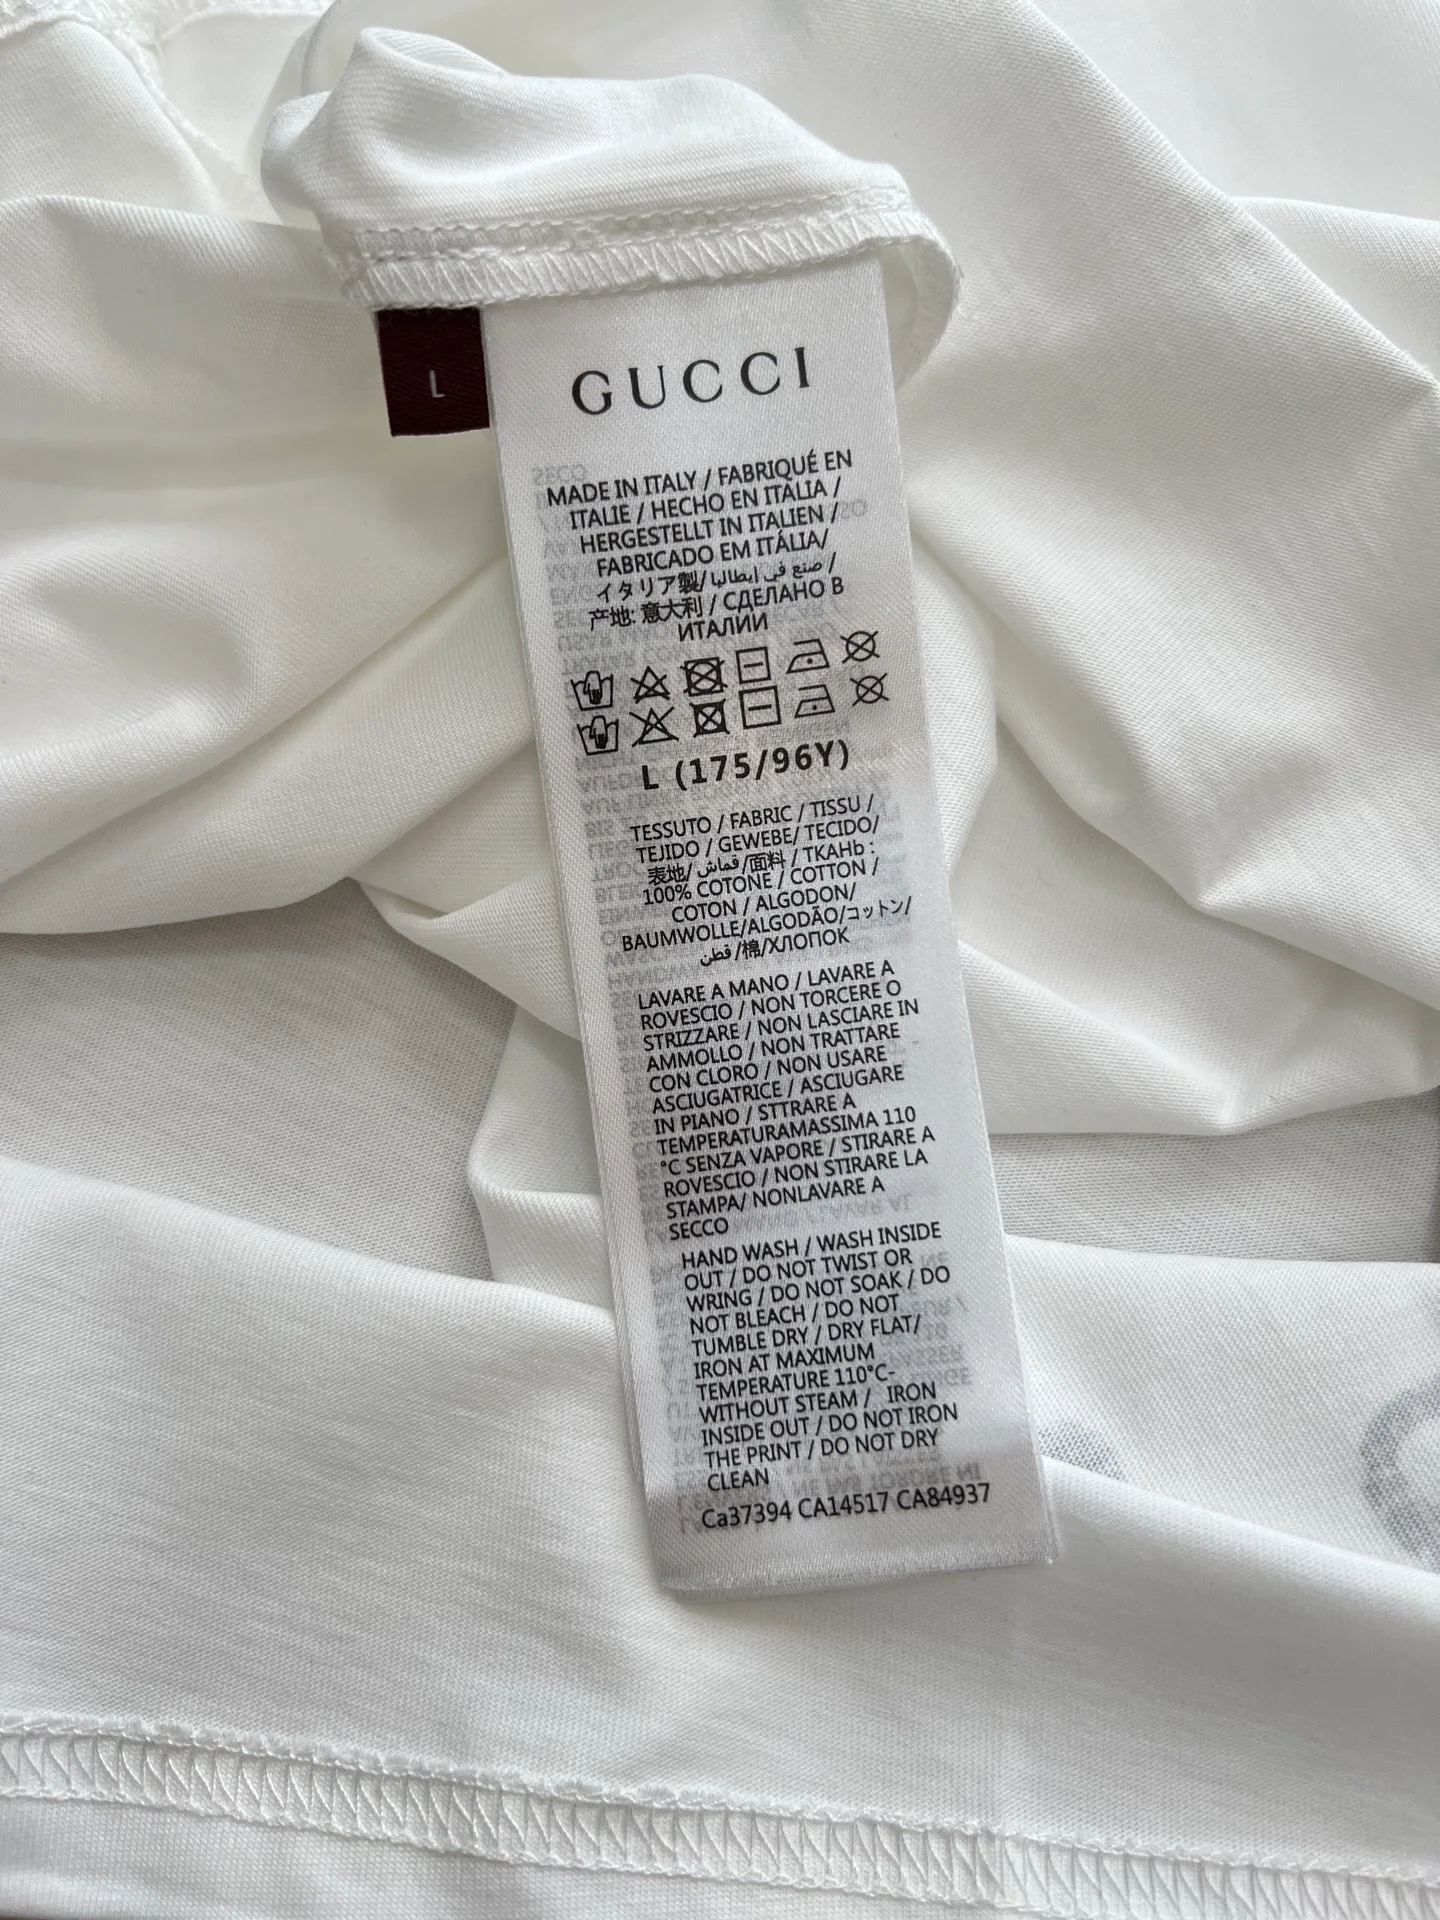 L
GUCCI
MADE IN ITALY / FABRIQUÉ EN
ITALIE / HECHO EN ITALIA /
HERGESTELLT IN ITALIEN /
FABRICADO EM ITÁLIA/
イタリア製/ صنع في إيطاليا /
产地: 意大利 / СДЕЛАНО В
ИТАЛИИ
L (175/96Y)
TESSUTO / FABRIC / TISSU /
TEJIDO / GEWEBE/ TECIDO/
表地/ قماش /面料 / TKAHb :
100% COTONE / COTTON /
COTON / ALGODON/
BAUMWOLLE/ALGODÃO/コットン/
قطن /棉/ХЛОПОК
LAVARE A MANO / LAVARE A
ROVESCIO / NON TORCERE O
STRIZZARE / NON LASCIARE IN
AMMOLLO / NON TRATTARE
CON CLORO / NON USARE
ASCIUGATRICE / ASCIUGARE
IN PIANO / STTRARE A
TEMPERATURAMASSIMA 110
°C SENZA VAPORE / STIRARE A
ROVESCIO / NON STIRARE LA
STAMPA/ NONLAVARE A
SECCO
HAND WASH / WASH INSIDE
OUT / DO NOT TWIST OR
WRING / DO NOT SOAK / DO
NOT BLEACH / DO NOT
TUMBLE DRY / DRY FLAT/
IRON AT MAXIMUM
TEMPERATURE 110°C-
WITHOUT STEAM / IRON
INSIDE OUT / DO NOT IRON
THE PRINT / DO NOT DRY
CLEAN
Ca37394 CA14517 CA84937